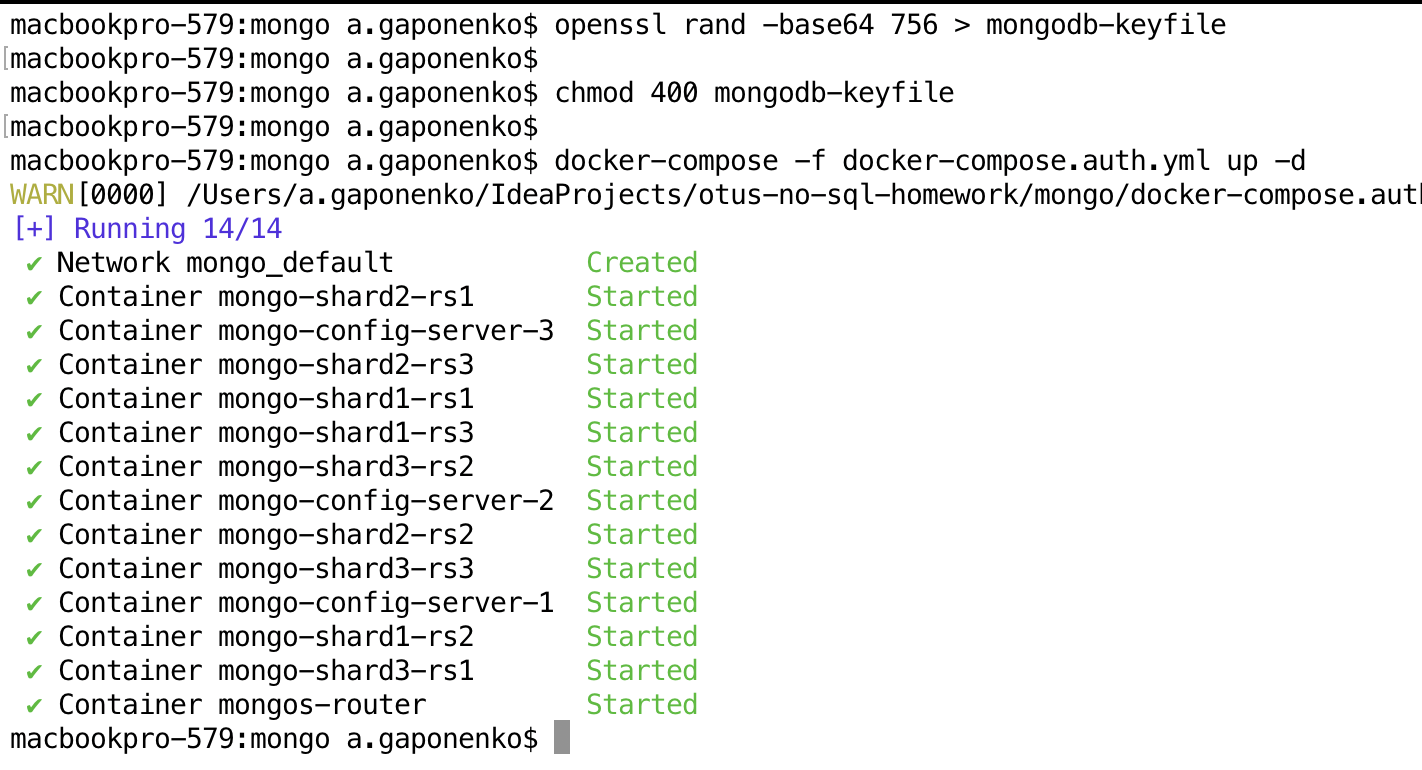 macbookpro-579:mongo a.gaponenko$ openssl rand -base64 756 > mongodb-keyfile
[macbookpro-579:mongo a.gaponenko$
macbookpro-579:mongo a.gaponenko$ chmod 400 mongodb-keyfile
[macbookpro-579:mongo a.gaponenko$
macbookpro-579:mongo a.gaponenko$ docker-compose -f docker-compose.auth.yml up -d
WARN[0000] /Users/a.gaponenko/IdeaProjects/otus-no-sql-homework/mongo/docker-compose.aut
[+] Running 14/14
✔ Network mongo_default Created
✔ Container mongo-shard2-rs1 Started
✔ Container mongo-config-server-3 Started
✔ Container mongo-shard2-rs3 Started
✔ Container mongo-shard1-rs1 Started
✔ Container mongo-shard1-rs3 Started
✔ Container mongo-shard3-rs2 Started
✔ Container mongo-config-server-2 Started
✔ Container mongo-shard2-rs2 Started
✔ Container mongo-shard3-rs3 Started
✔ Container mongo-config-server-1 Started
✔ Container mongo-shard1-rs2 Started
✔ Container mongo-shard3-rs1 Started
✔ Container mongos-router Started
macbookpro-579:mongo a.gaponenko$